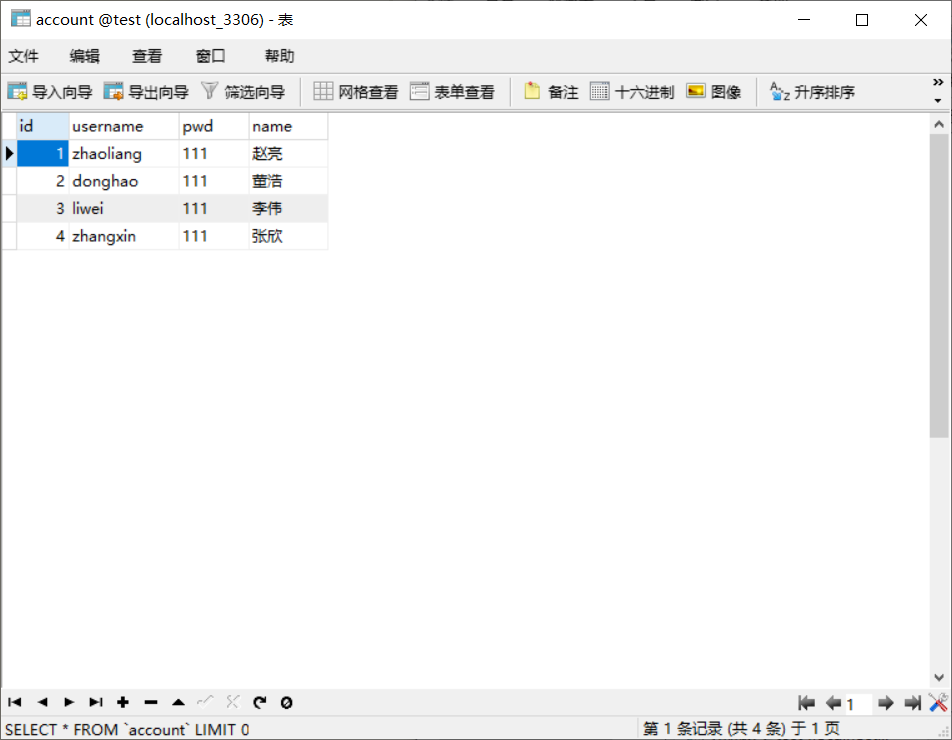 account @test (localhost_3306) - 表
文件 编辑 查看 窗口 帮助
导入向导 导出向导 筛选向导 网格查看 表单查看 备注 十六进制 图像 升序排序
id username pwd name
1 zhaoliang 111 赵亮
2 donghao 111 董浩
3 liwei 111 李伟
4 zhangxin 111 张欣
1
SELECT * FROM `account` LIMIT 0 第 1 条记录 (共 4 条) 于 1 页